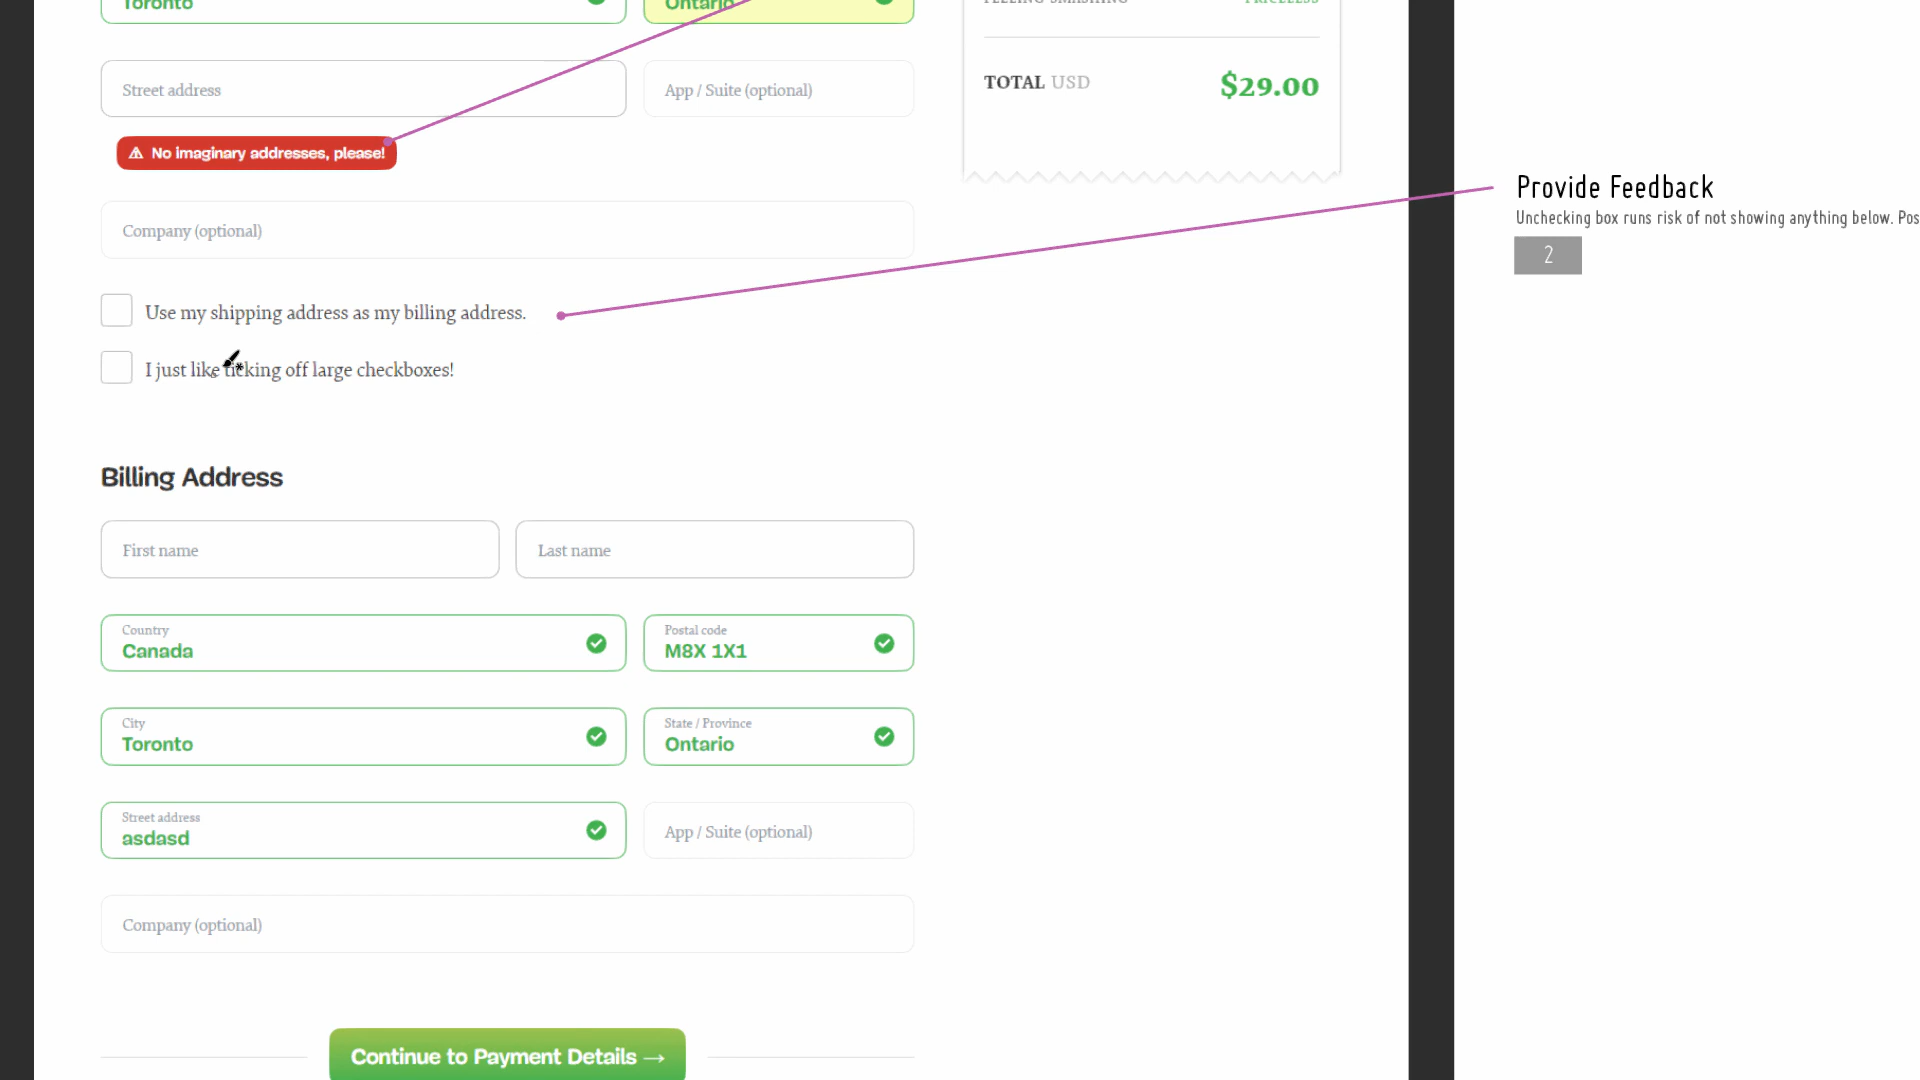 Toronto
Ontario
FEELING SMASHING
PRICELESS
Street address
App / Suite (optional)
TOTAL USD
$29.00
No imaginary addresses, please!
Provide Feedback
Unchecking box runs risk of not showing anything below. Pos
2
Company (optional)
Use my shipping address as my billing address.
I just like ticking off large checkboxes!
Billing Address
First name
Last name
Country
Canada
Postal code
M8X 1X1
City
Toronto
State / Province
Ontario
Street address
asdasd
App / Suite (optional)
Company (optional)
Continue to Payment Details →